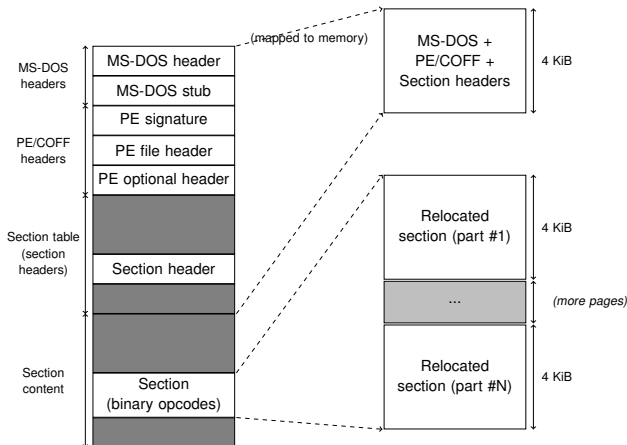 MS-DOS
headers
PE/COFF
headers
Section table
(section
headers)
Section
content
MS-DOS header
MS-DOS stub
PE signature
PE file header
PE optional header
Section header
Section
(binary opcodes)
(mapped to memory)
MS-DOS +
PE/COFF +
Section headers
4 KiB
Relocated
section (part #1)
4 KiB
...
(more pages)
Relocated
section (part #N)
4 KiB